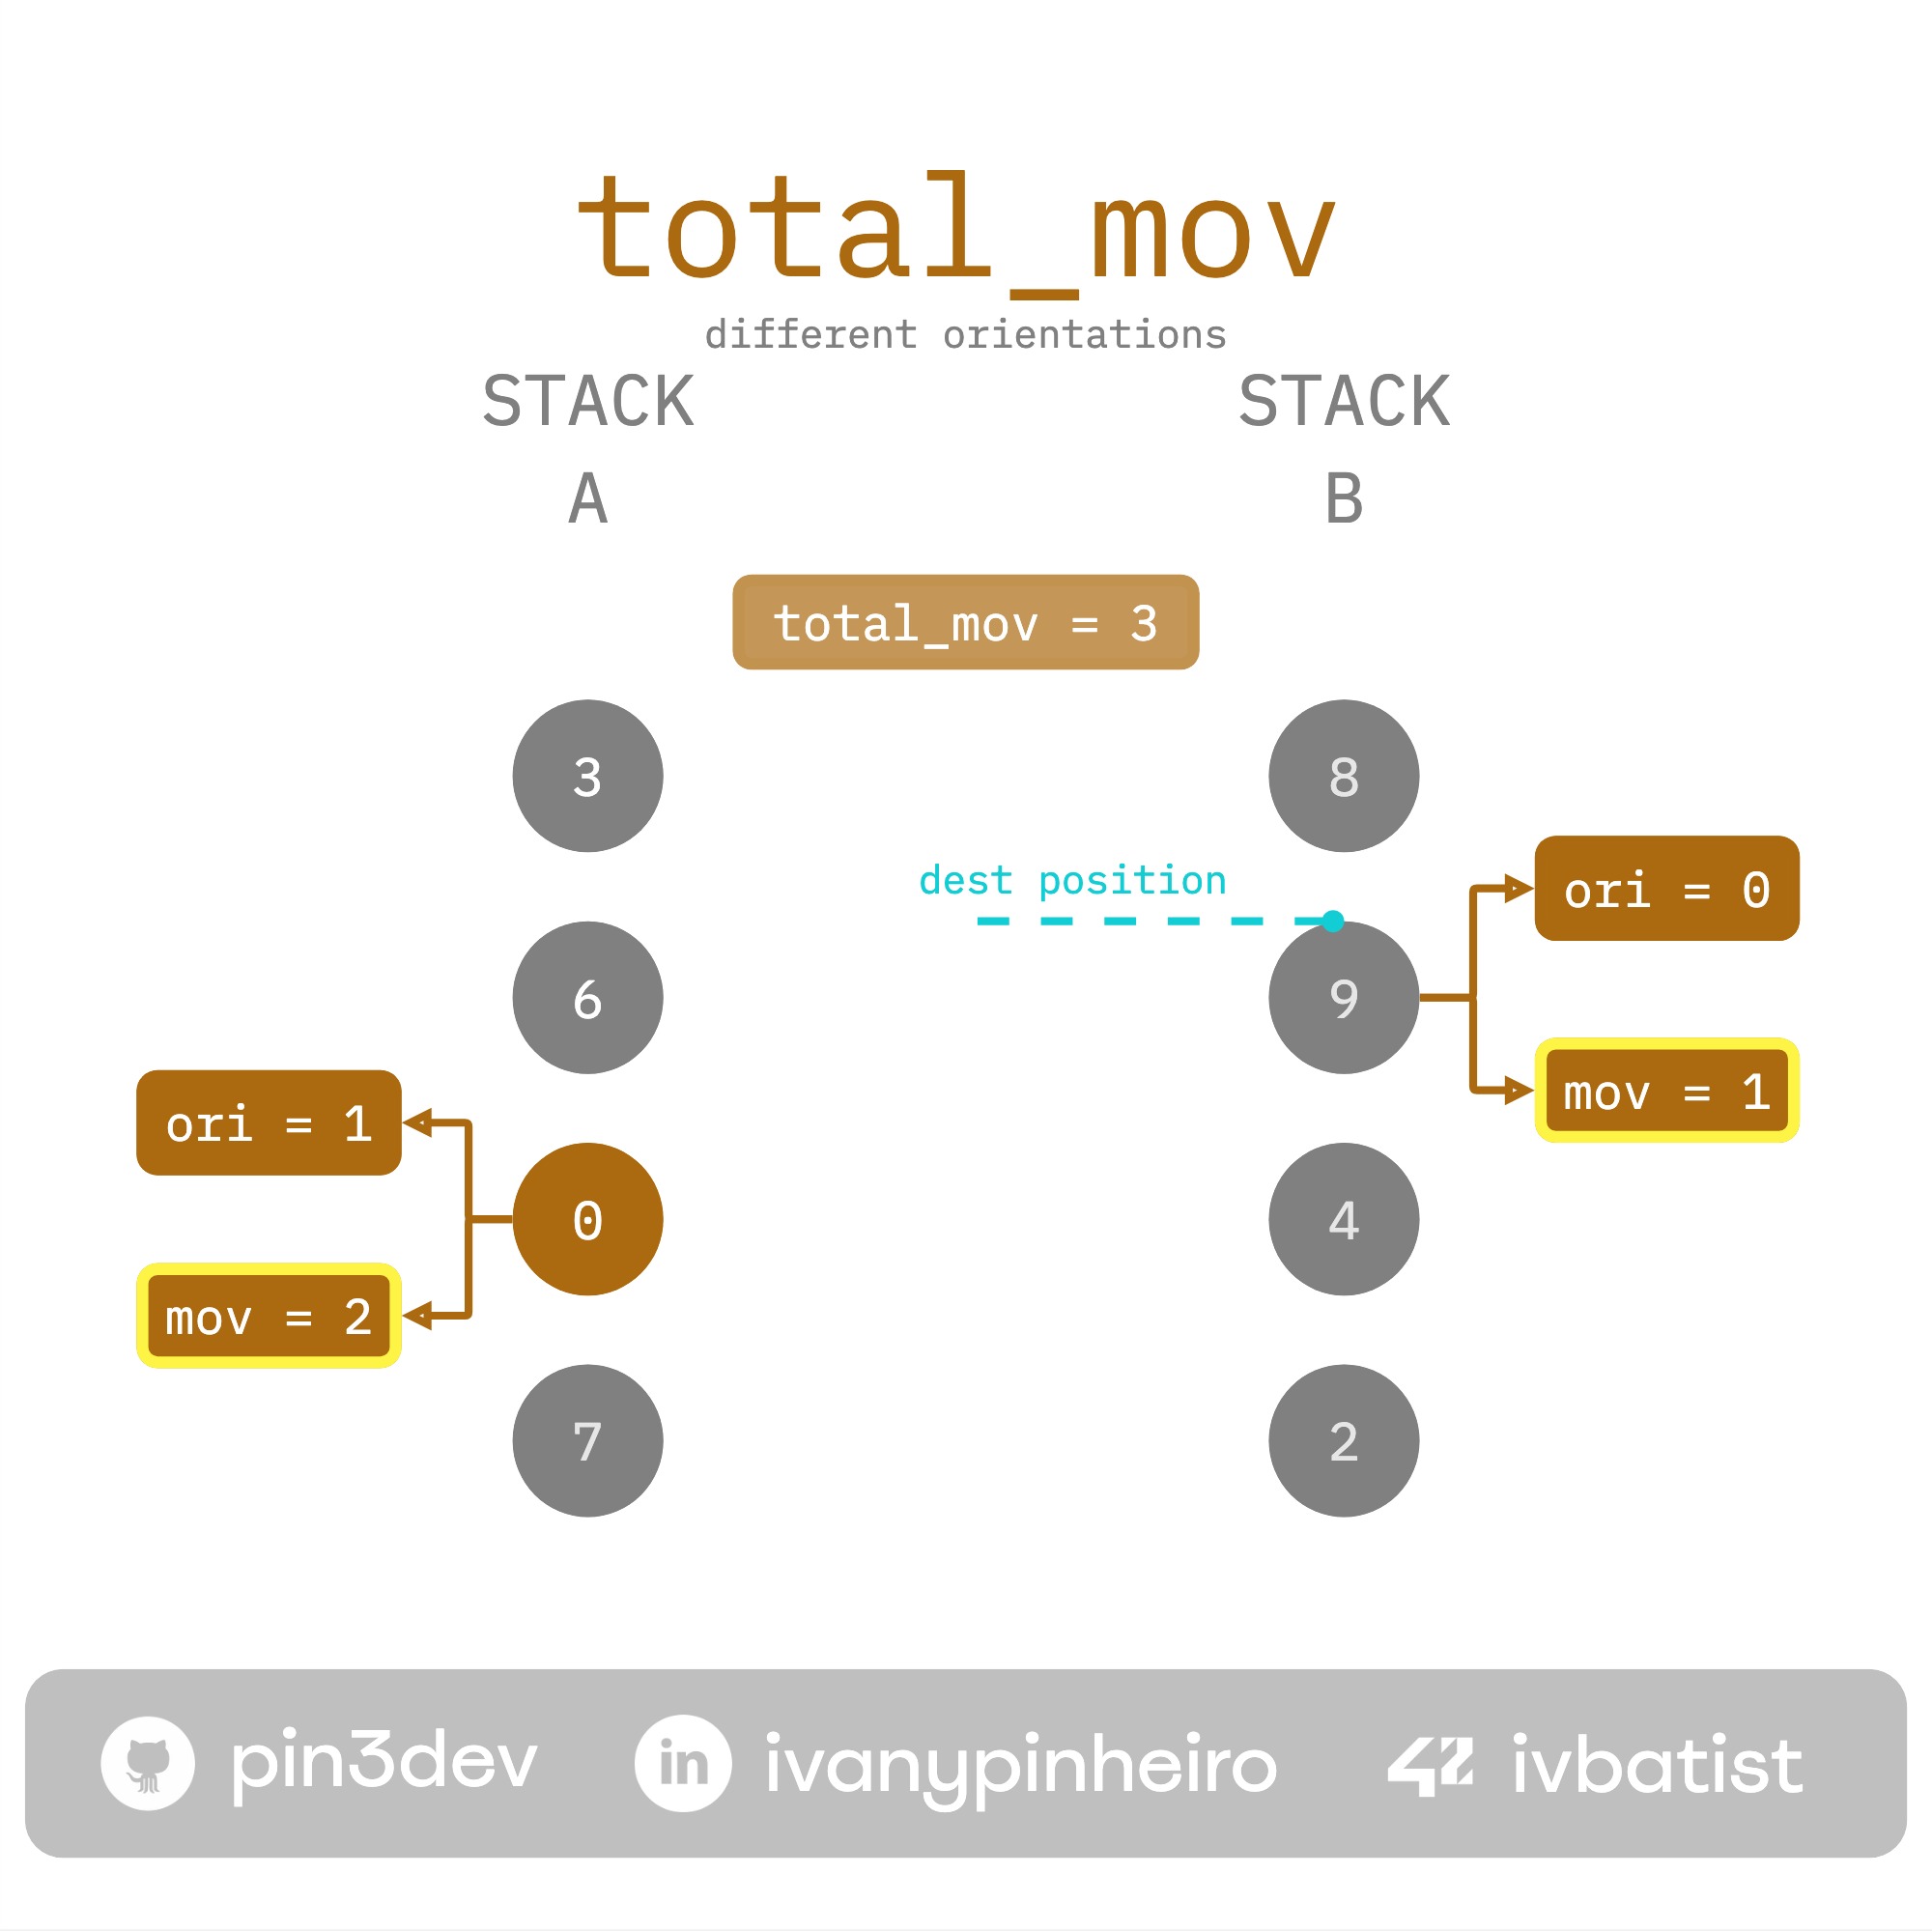 total_mov
different orientations
STACK
A
STACK
B
total_mov = 3
3
8
dest position
ori = 0
6
9
mov = 1
ori = 1
0
4
mov = 2
7
2
pin3dev
in
ivanypinheiro
42
ivbatist